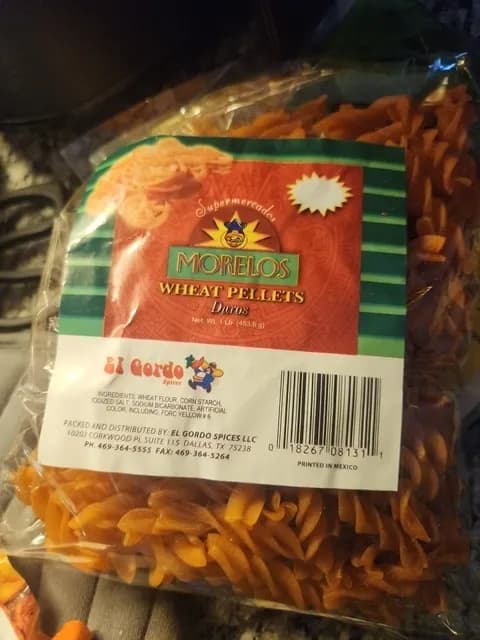 Supermercados
MORELOS
WHEAT PELLETS
Duros
Net. Wt. 1 Lb (453.6 g)
El Gordo
Spices
INGREDIENTS: WHEAT FLOUR, CORN STARCH,
IODIZED SALT, SODIUM BICARBONATE, ARTIFICIAL
COLOR, INCLUDING, FDRC YELLOW # 6
PACKED AND DISTRIBUTED BY: EL GORDO SPICES LLC
10202 CORKWOOD PL, SUITE 115 DALLAS, TX 75238
PH. 469-364-5555 FAX: 469-364-5264
0 18267 08131 1
PRINTED IN MEXICO